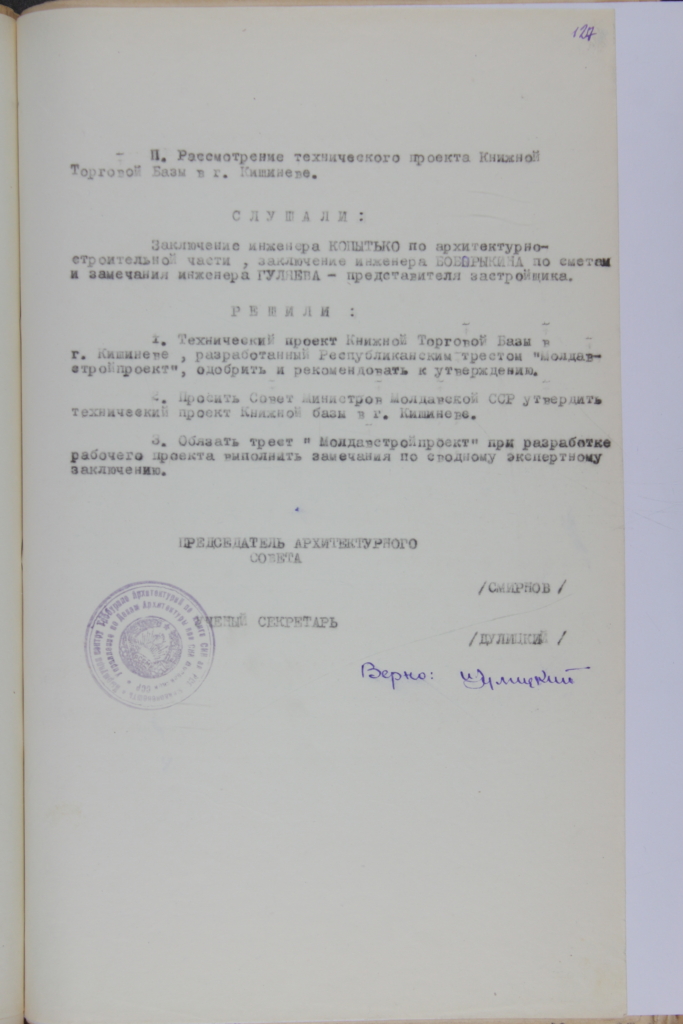 127
П. Рассмотрение технического проекта Книжной
Торговой Базы в г. Кишиневе.
СЛУШАЛИ:
Заключение инженера КОПЫТЬКО по архитектурно-
строительной части , заключение инженера БОБОРЫКИНА по сметам
и замечания инженера ГУЛЯЕВА - представителя застройщика.
РЕШИЛИ :
1. Технический проект Книжной Торговой Базы в
г. Кишиневе , разработанный Республиканским трестом "Молдав-
стройпроект", одобрить и рекомендовать к утверждению.
2. Просить Совет Министров Молдавской ССР утвердить
технический проект Книжной базы в г. Кишиневе.
3. Обязать трест " Молдавстройпроект" при разработке
рабочего проекта выполнить замечания по сводному экспертному
заключению.
ПРЕДСЕДАТЕЛЬ АРХИТЕКТУРНОГО
СОВЕТА
/СМИРНОВ /
УЧЕНЫЙ СЕКРЕТАРЬ
/ДУЛИЦКИЙ /
Верно: